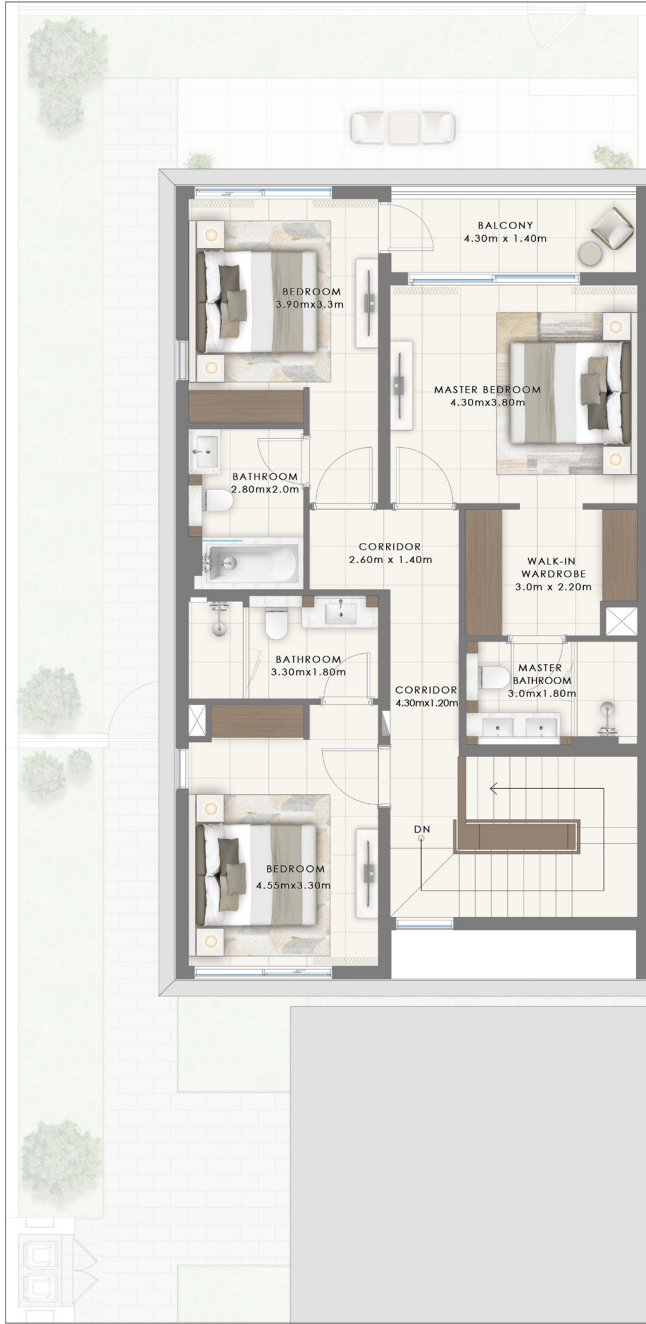 BALCONY
4.30m x 1.40m
BEDROOM
3.90mx3.3m
MASTER BEDROOM
4.30mx3.80m
BATHROOM
2.80mx2.0m
CORRIDOR
2.60m x 1.40m
WALK-IN
WARDROBE
3.0m x 2.20m
BATHROOM
3.30mx1.80m
MASTER
BATHROOM
3.0mx1.80m
CORRIDOR
4.30mx1.20m
DN
BEDROOM
4.55mx3.30m